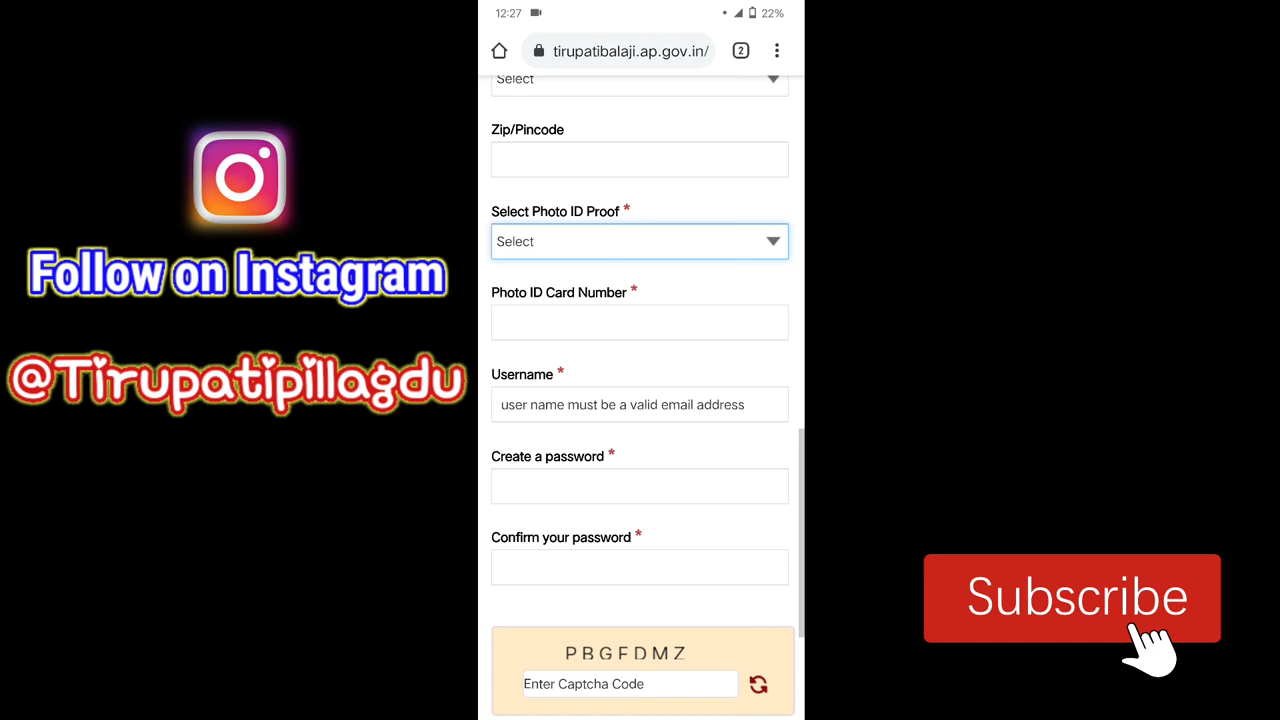 12:27
22%
tirupatibalaji.ap.gov.in/
2
Select
Zip/Pincode
Select Photo ID Proof *
Select
Photo ID Card Number *
Username *
user name must be a valid email address
Create a password *
Confirm your password *
PBGFDMZ
Enter Captcha Code
Follow on Instagram
@Tirupatipillagdu
Subscribe